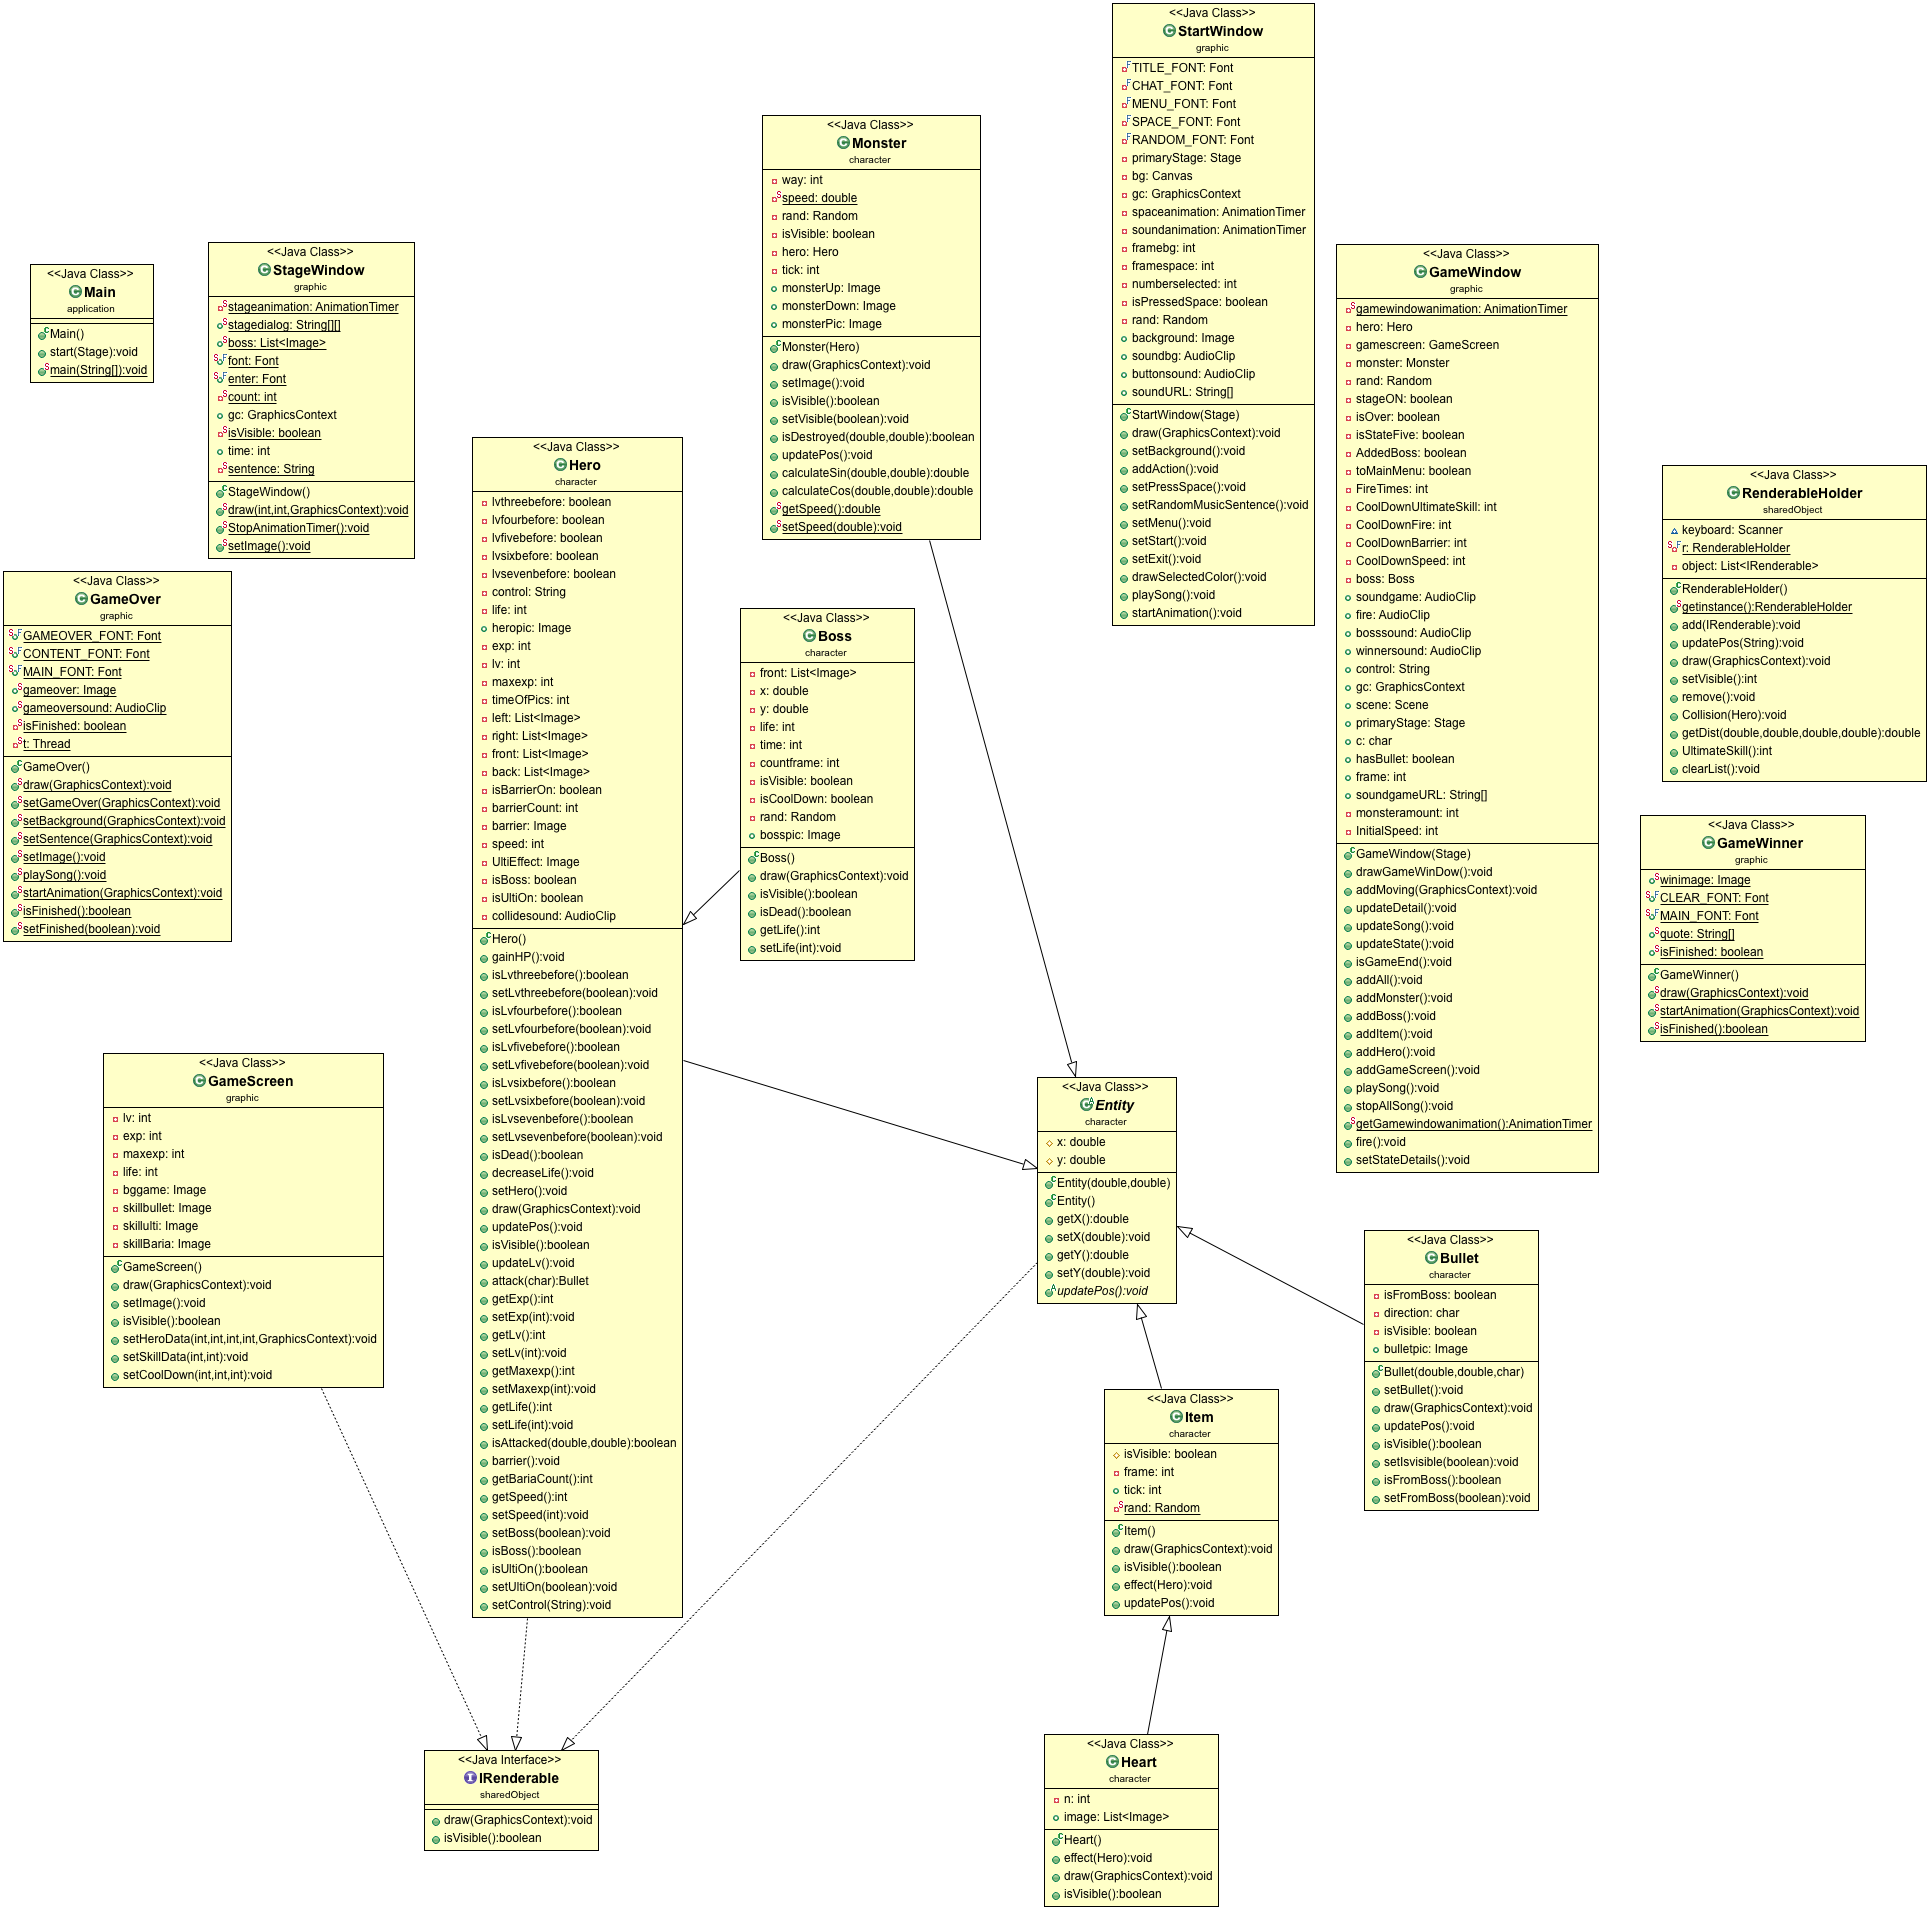 <<Java Class>>
StartWindow
graphic
TITLE_FONT: Font
CHAT_FONT: Font
MENU_FONT: Font
SPACE_FONT: Font
RANDOM_FONT: Font
primaryStage: Stage
bg: Canvas
gc: GraphicsContext
spaceanimation: AnimationTimer
soundanimation: AnimationTimer
framebg: int
framespace: int
numberselected: int
isPressedSpace: boolean
rand: Random
background: Image
soundbg: AudioClip
buttonsound: AudioClip
soundURL: String[]
StartWindow(Stage)
draw(GraphicsContext):void
setBackground():void
addAction():void
setPressSpace():void
setRandomMusicSentence():void
setMenu():void
setStart():void
setExit():void
drawSelectedColor():void
playSong():void
startAnimation():void
<<Java Class>>
Monster
character
way: int
speed: double
rand: Random
isVisible: boolean
hero: Hero
tick: int
monsterUp: Image
monsterDown: Image
monsterPic: Image
Monster(Hero)
draw(GraphicsContext):void
setImage():void
isVisible():boolean
setVisible(boolean):void
isDestroyed(double,double):boolean
updatePos():void
calculateSin(double,double):double
calculateCos(double,double):double
getSpeed():double
setSpeed(double):void
<<Java Class>>
Main
application
Main()
start(Stage):void
main(String[]):void
<<Java Class>>
StageWindow
graphic
stageanimation: AnimationTimer
stagedialog: String[][]
boss: List<Image>
font: Font
enter: Font
count: int
gc: GraphicsContext
isVisible: boolean
time: int
sentence: String
StageWindow()
draw(int,int,GraphicsContext):void
StopAnimationTimer():void
setImage():void
<<Java Class>>
GameWindow
graphic
gamewindowanimation: AnimationTimer
hero: Hero
gamescreen: GameScreen
monster: Monster
rand: Random
stageON: boolean
isOver: boolean
isStateFive: boolean
AddedBoss: boolean
toMainMenu: boolean
FireTimes: int
CoolDownUltimateSkill: int
CoolDownFire: int
CoolDownBarrier: int
CoolDownSpeed: int
boss: Boss
soundgame: AudioClip
fire: AudioClip
bosssound: AudioClip
winnersound: AudioClip
control: String
gc: GraphicsContext
scene: Scene
primaryStage: Stage
c: char
hasBullet: boolean
frame: int
soundgameURL: String[]
monsteramount: int
InitialSpeed: int
GameWindow(Stage)
drawGameWinDow():void
addMoving(GraphicsContext):void
updateDetail():void
updateSong():void
updateState():void
isGameEnd():void
addAll():void
addMonster():void
addBoss():void
addItem():void
addHero():void
addGameScreen():void
playSong():void
stopAllSong():void
getGamewindowanimation():AnimationTimer
fire():void
setStateDetails():void
<<Java Class>>
Hero
character
lvthreebefore: boolean
lvfourbefore: boolean
lvfivebefore: boolean
lvsixbefore: boolean
lvsevenbefore: boolean
control: String
life: int
heropic: Image
exp: int
lv: int
maxexp: int
timeOfPics: int
left: List<Image>
right: List<Image>
front: List<Image>
back: List<Image>
isBarrierOn: boolean
barrierCount: int
barrier: Image
speed: int
UltiEffect: Image
isBoss: boolean
isUltiOn: boolean
collidesound: AudioClip
Hero()
gainHP():void
isLvthreebefore():boolean
setLvthreebefore(boolean):void
isLvfourbefore():boolean
setLvfourbefore(boolean):void
isLvfivebefore():boolean
setLvfivebefore(boolean):void
isLvsixbefore():boolean
setLvsixbefore(boolean):void
isLvsevenbefore():boolean
setLvsevenbefore(boolean):void
isDead():boolean
decreaseLife():void
setHero():void
draw(GraphicsContext):void
updatePos():void
isVisible():boolean
updateLv():void
attack(char):Bullet
getExp():int
setExp(int):void
getLv():int
setLv(int):void
getMaxexp():int
setMaxexp(int):void
getLife():int
setLife(int):void
isAttacked(double,double):boolean
barrier():void
getBariaCount():int
getSpeed():int
setSpeed(int):void
setBoss(boolean):void
isBoss():boolean
isUltiOn():boolean
setUltiOn(boolean):void
setControl(String):void
<<Java Class>>
RenderableHolder
sharedObject
keyboard: Scanner
r: RenderableHolder
object: List<IRenderable>
RenderableHolder()
getinstance():RenderableHolder
add(IRenderable):void
updatePos(String):void
draw(GraphicsContext):void
setVisible():int
remove():void
Collision(Hero):void
getDist(double,double,double,double):double
UltimateSkill():int
clearList():void
<<Java Class>>
GameOver
graphic
GAMEOVER_FONT: Font
CONTENT_FONT: Font
MAIN_FONT: Font
gameover: Image
gameoversound: AudioClip
isFinished: boolean
t: Thread
GameOver()
draw(GraphicsContext):void
setGameOver(GraphicsContext):void
setBackground(GraphicsContext):void
setSentence(GraphicsContext):void
setImage():void
playSong():void
startAnimation(GraphicsContext):void
isFinished():boolean
setFinished(boolean):void
<<Java Class>>
Boss
character
front: List<Image>
x: double
y: double
life: int
time: int
countframe: int
isVisible: boolean
isCoolDown: boolean
rand: Random
bosspic: Image
Boss()
draw(GraphicsContext):void
isVisible():boolean
isDead():boolean
getLife():int
setLife(int):void
<<Java Class>>
GameWinner
graphic
winimage: Image
CLEAR_FONT: Font
MAIN_FONT: Font
quote: String[]
isFinished: boolean
GameWinner()
draw(GraphicsContext):void
startAnimation(GraphicsContext):void
isFinished():boolean
<<Java Class>>
GameScreen
graphic
lv: int
exp: int
maxexp: int
life: int
bggame: Image
skillbullet: Image
skillulti: Image
skillBaria: Image
GameScreen()
draw(GraphicsContext):void
setImage():void
isVisible():boolean
setHeroData(int,int,int,int,GraphicsContext):void
setSkillData(int,int):void
setCoolDown(int,int,int):void
<<Java Class>>
Entity
character
x: double
y: double
Entity(double,double)
Entity()
getX():double
setX(double):void
getY():double
setY(double):void
updatePos():void
<<Java Class>>
Bullet
character
isFromBoss: boolean
direction: char
isVisible: boolean
bulletpic: Image
Bullet(double,double,char)
setBullet():void
draw(GraphicsContext):void
updatePos():void
isVisible():boolean
setIsvisible(boolean):void
isFromBoss():boolean
setFromBoss(boolean):void
<<Java Class>>
Item
character
isVisible: boolean
frame: int
tick: int
rand: Random
Item()
draw(GraphicsContext):void
isVisible():boolean
effect(Hero):void
updatePos():void
<<Java Class>>
Heart
character
n: int
image: List<Image>
Heart()
effect(Hero):void
draw(GraphicsContext):void
isVisible():boolean
<<Java Interface>>
IRenderable
sharedObject
draw(GraphicsContext):void
isVisible():boolean